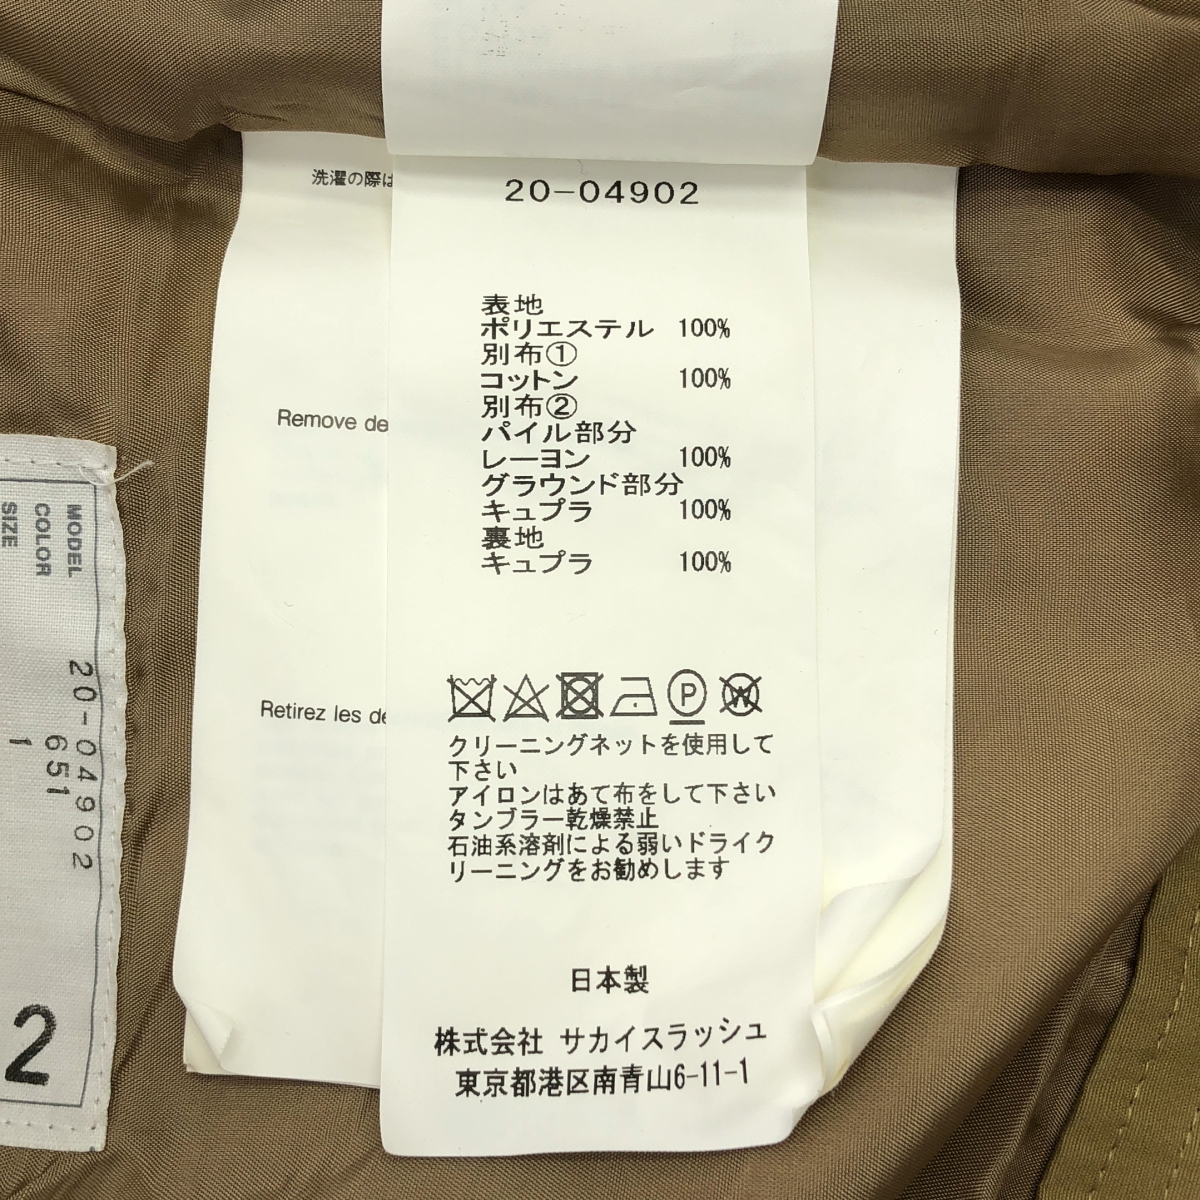 洗濯の際は
20-04902
表地
ポリエステル 100%
別布①
コットン 100%
別布②
パイル部分
レーヨン 100%
グラウンド部分
キュプラ 100%
裏地
キュプラ 100%
Remove de
Retirez les de
P
W
クリーニングネットを使用して
下さい
アイロンはあて布をして下さい
タンブラー乾燥禁止
石油系溶剤による弱いドライク
リーニングをお勧めします
日本製
株式会社 サカイスラッシュ
東京都港区南青山6-11-1
MODEL 20-04902
COLOR 651
SIZE 1
2